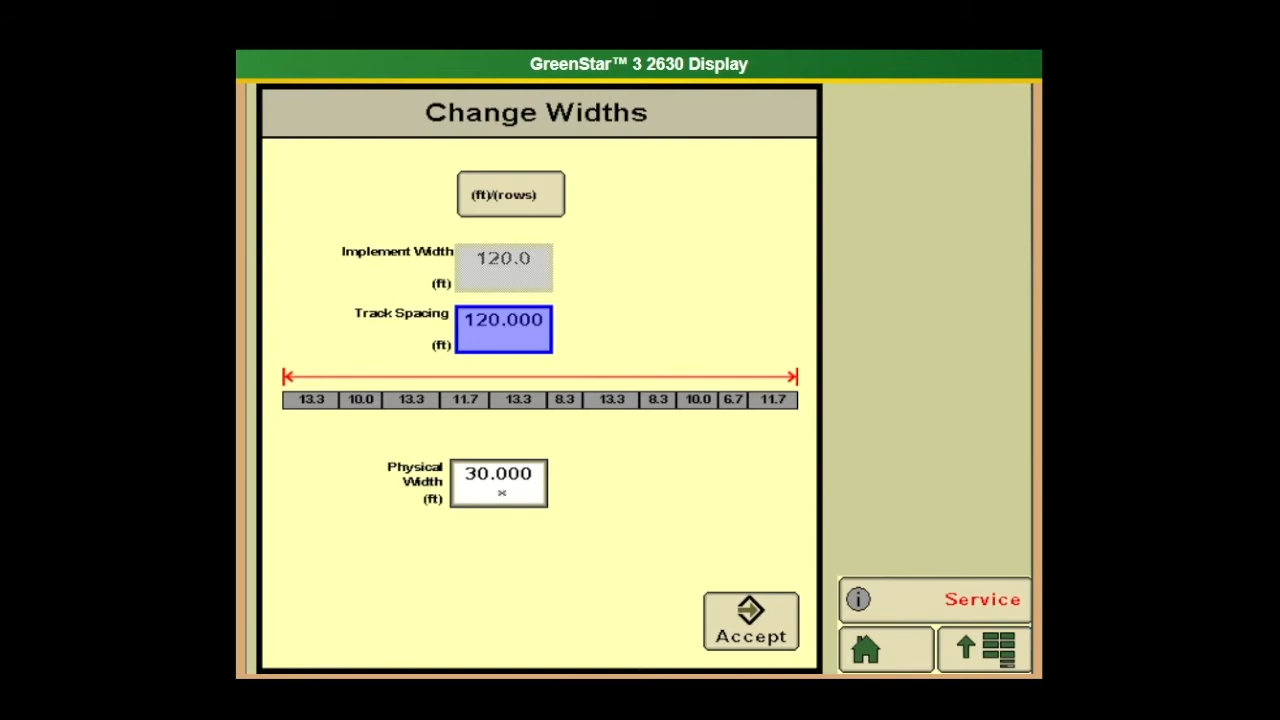 GreenStar™ 3 2630 Display
Change Widths
(ft)/(rows)
Implement Width
(ft)
120.0
Track Spacing
(ft)
120.000
13.3 10.0 13.3 11.7 13.3 8.3 13.3 8.3 10.0 6.7 11.7
Physical
Width
(ft)
30.000
×
Accept
i
Service